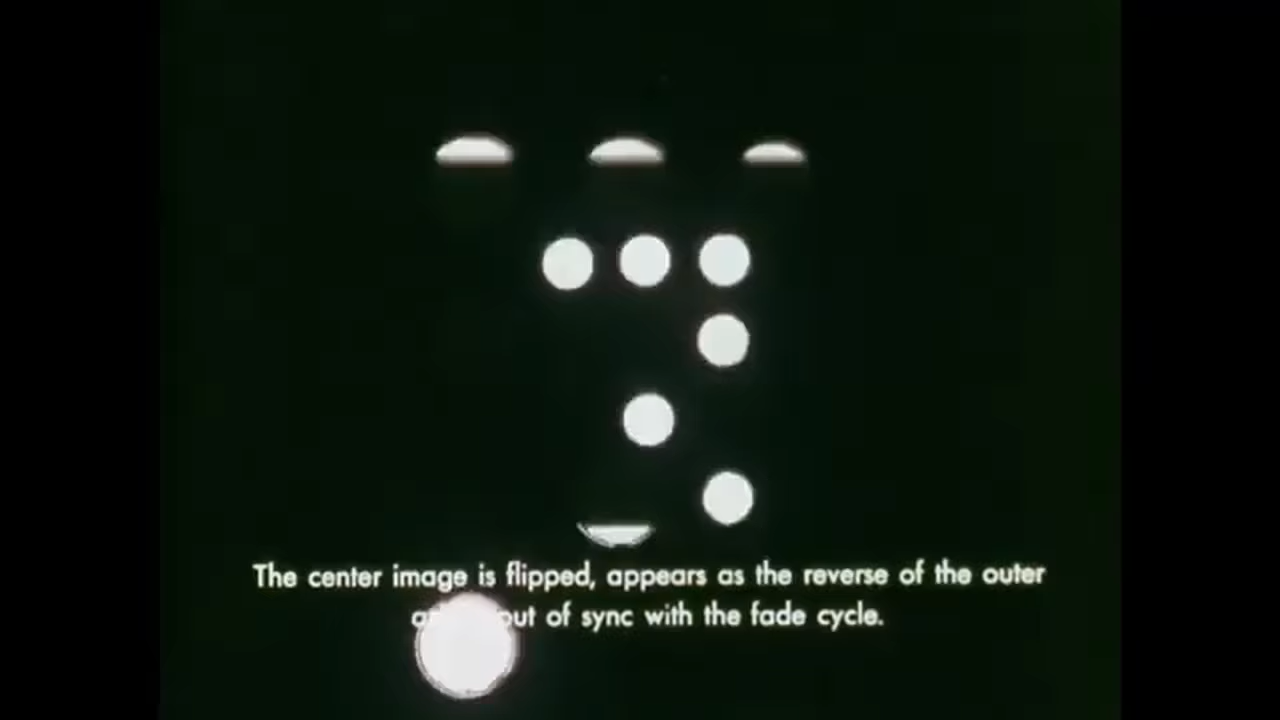 The center image is flipped, appears as the reverse of the outer
out of sync with the fade cycle.